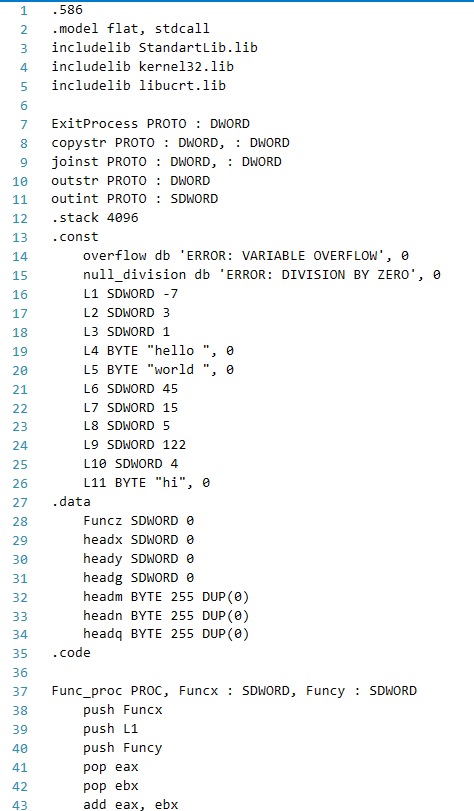 1 .586
2 .model flat, stdcall
3 includelib StandartLib.lib
4 includelib kernel32.lib
5 includelib libucrt.lib
6
7 ExitProcess PROTO : DWORD
8 copystr PROTO : DWORD, : DWORD
9 joinst PROTO : DWORD, : DWORD
10 outstr PROTO : DWORD
11 outint PROTO : SDWORD
12 .stack 4096
13 .const
14 overflow db 'ERROR: VARIABLE OVERFLOW', 0
15 null_division db 'ERROR: DIVISION BY ZERO', 0
16 L1 SDWORD -7
17 L2 SDWORD 3
18 L3 SDWORD 1
19 L4 BYTE "hello ", 0
20 L5 BYTE "world ", 0
21 L6 SDWORD 45
22 L7 SDWORD 15
23 L8 SDWORD 5
24 L9 SDWORD 122
25 L10 SDWORD 4
26 L11 BYTE "hi", 0
27 .data
28 Funcz SDWORD 0
29 headx SDWORD 0
30 heady SDWORD 0
31 headg SDWORD 0
32 headm BYTE 255 DUP(0)
33 headn BYTE 255 DUP(0)
34 headq BYTE 255 DUP(0)
35 .code
36
37 Func_proc PROC, Funcx : SDWORD, Funcy : SDWORD
38 push Funcx
39 push L1
40 push Funcy
41 pop eax
42 pop ebx
43 add eax, ebx